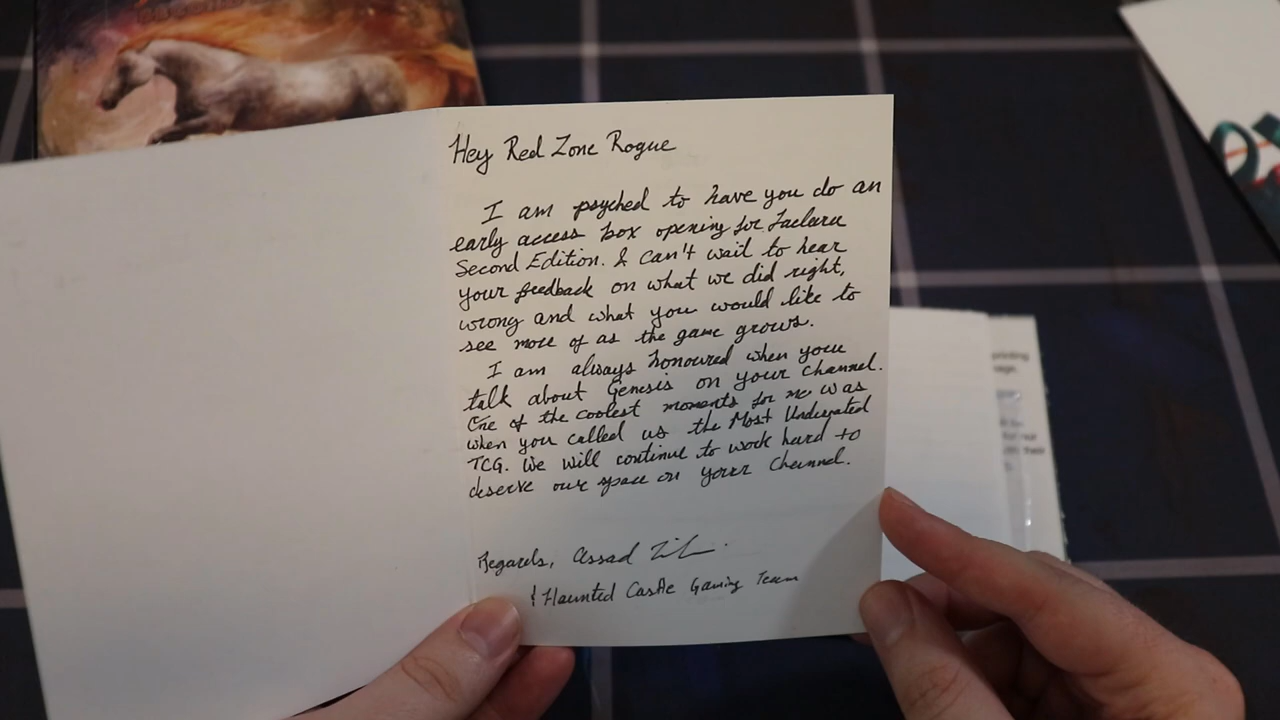 Hey Red Zone Rogue
I am psyched to have you do an
early access box opening for Jaelara
Second Edition. I can't wait to hear
your feedback on what we did right,
wrong and what you would like to
see more of as the game grows.
I am always honoured when you
talk about Genesis on your channel.
One of the coolest moments for me was
when you called us the Most Underrated
TCG. We will continue to work hard to
deserve our space on your channel.
Regards, Assad
& Haunted Castle Gaming Team
printing
their